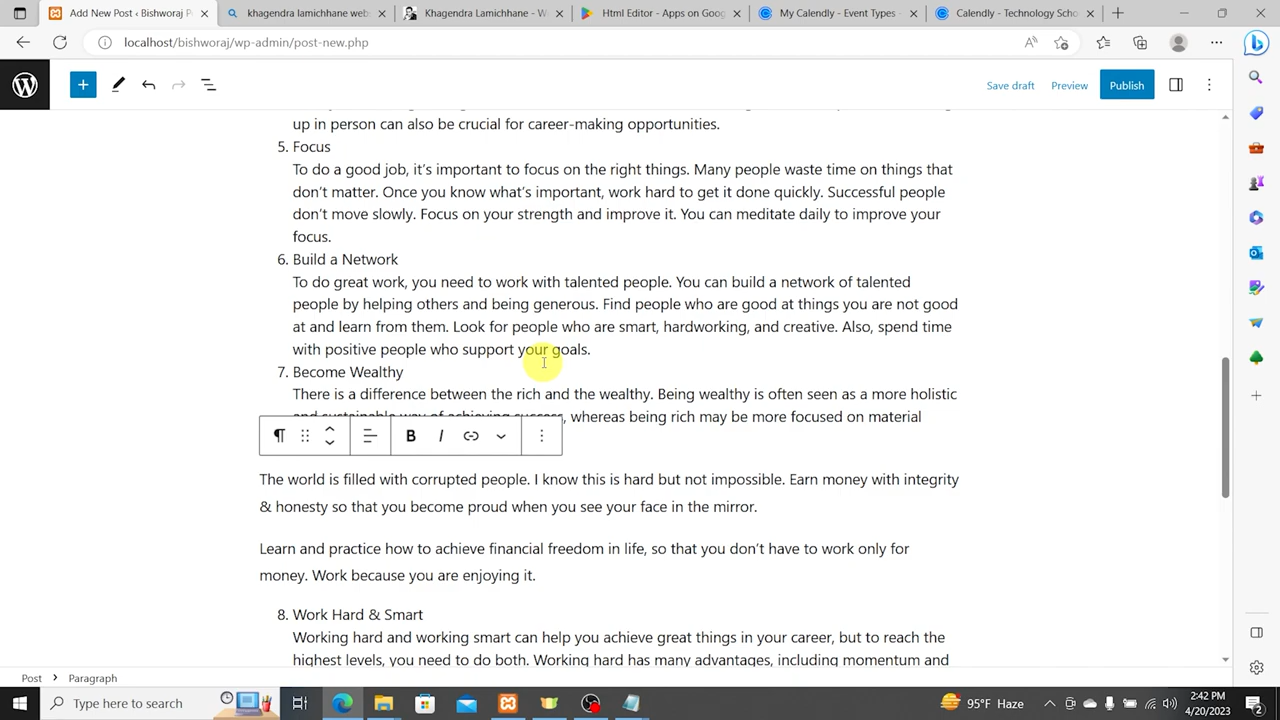 Add New Post ‹ Bishworaj P
khagendra lamichhane web
Khagendra Lamichhane - W
Html Editor - Apps on Goog
My Calendly - Event Types -
Calendly - Technology Scho
localhost/bishworaj/wp-admin/post-new.php
Save draft
Preview
Publish
up in person can also be crucial for career-making opportunities.
5. Focus
To do a good job, it's important to focus on the right things. Many people waste time on things that
don't matter. Once you know what's important, work hard to get it done quickly. Successful people
don't move slowly. Focus on your strength and improve it. You can meditate daily to improve your
focus.
6. Build a Network
To do great work, you need to work with talented people. You can build a network of talented
people by helping others and being generous. Find people who are good at things you are not good
at and learn from them. Look for people who are smart, hardworking, and creative. Also, spend time
with positive people who support your goals.
7. Become Wealthy
There is a difference between the rich and the wealthy. Being wealthy is often seen as a more holistic
and sustainable way of achieving success, whereas being rich may be more focused on material
B I
The world is filled with corrupted people. I know this is hard but not impossible. Earn money with integrity
& honesty so that you become proud when you see your face in the mirror.
Learn and practice how to achieve financial freedom in life, so that you don't have to work only for
money. Work because you are enjoying it.
8. Work Hard & Smart
Working hard and working smart can help you achieve great things in your career, but to reach the
highest levels, you need to do both. Working hard has many advantages, including momentum and
Post › Paragraph
Type here to search
95°F Haze
2:42 PM
4/20/2023
2